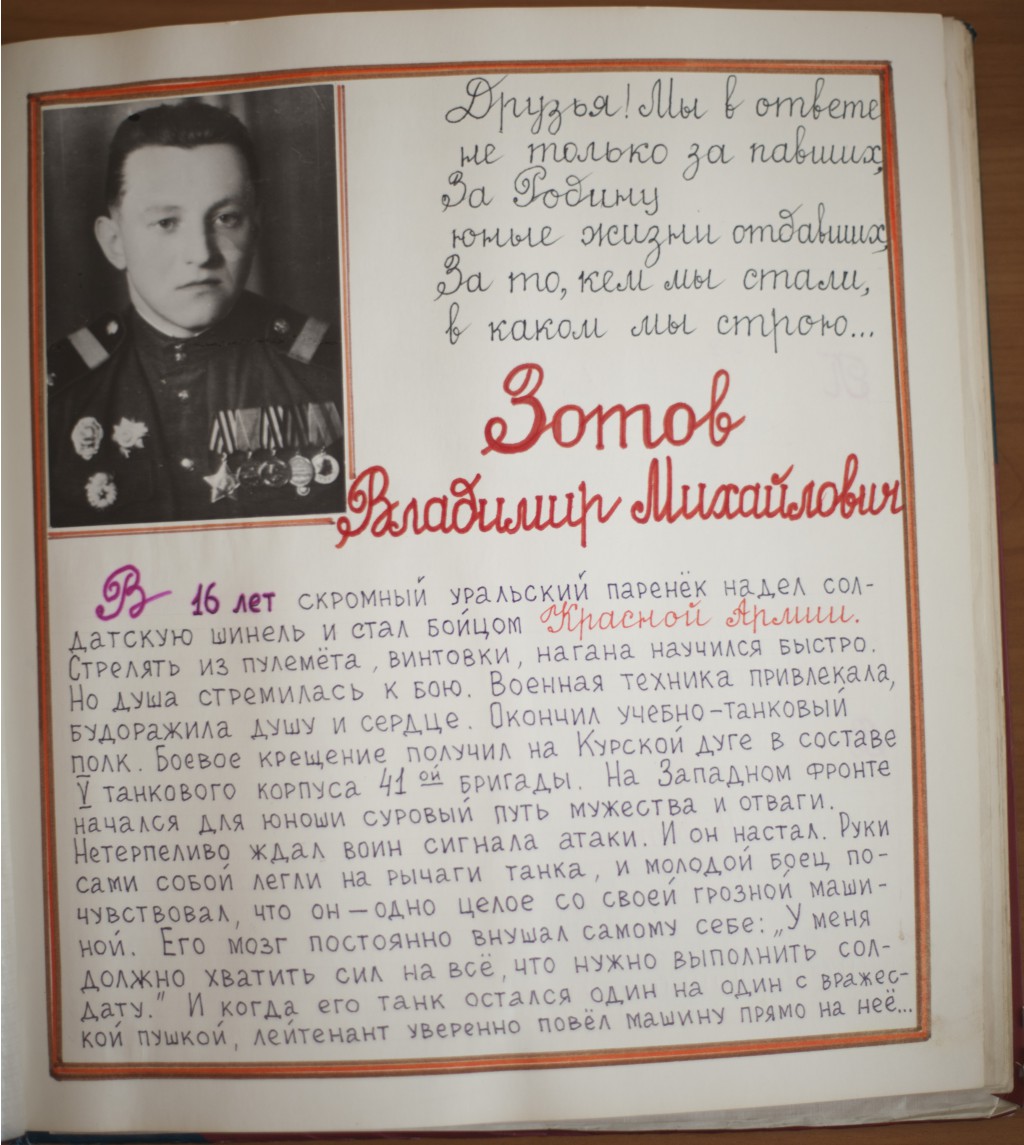 Друзья! Мы в ответе
не только за павших,
За Родину
юные жизни отдавших,
За то, кем мы стали,
в каком мы строю...
Зотов
Владимир Михайлович
В 16 лет скромный уральский паренёк надел сол-
датскую шинель и стал бойцом Красной Армии.
Стрелять из пулемёта, винтовки, нагана научился быстро.
Но душа стремилась к бою. Военная техника привлекала,
будоражила душу и сердце. Окончил учебно-танковый
полк. Боевое крещение получил на Курской дуге в составе
V танкового корпуса 41ой бригады. На Западном фронте
начался для юноши суровый путь мужества и отваги.
Нетерпеливо ждал воин сигнала атаки. И он настал. Руки
сами собой легли на рычаги танка, и молодой боец по-
чувствовал, что он — одно целое со своей грозной маши-
ной. Его мозг постоянно внушал самому себе: „У меня
должно хватить сил на всё, что нужно выполнить сол-
дату." И когда его танк остался один на один с вражес-
кой пушкой, лейтенант уверенно повёл машину прямо на неё...